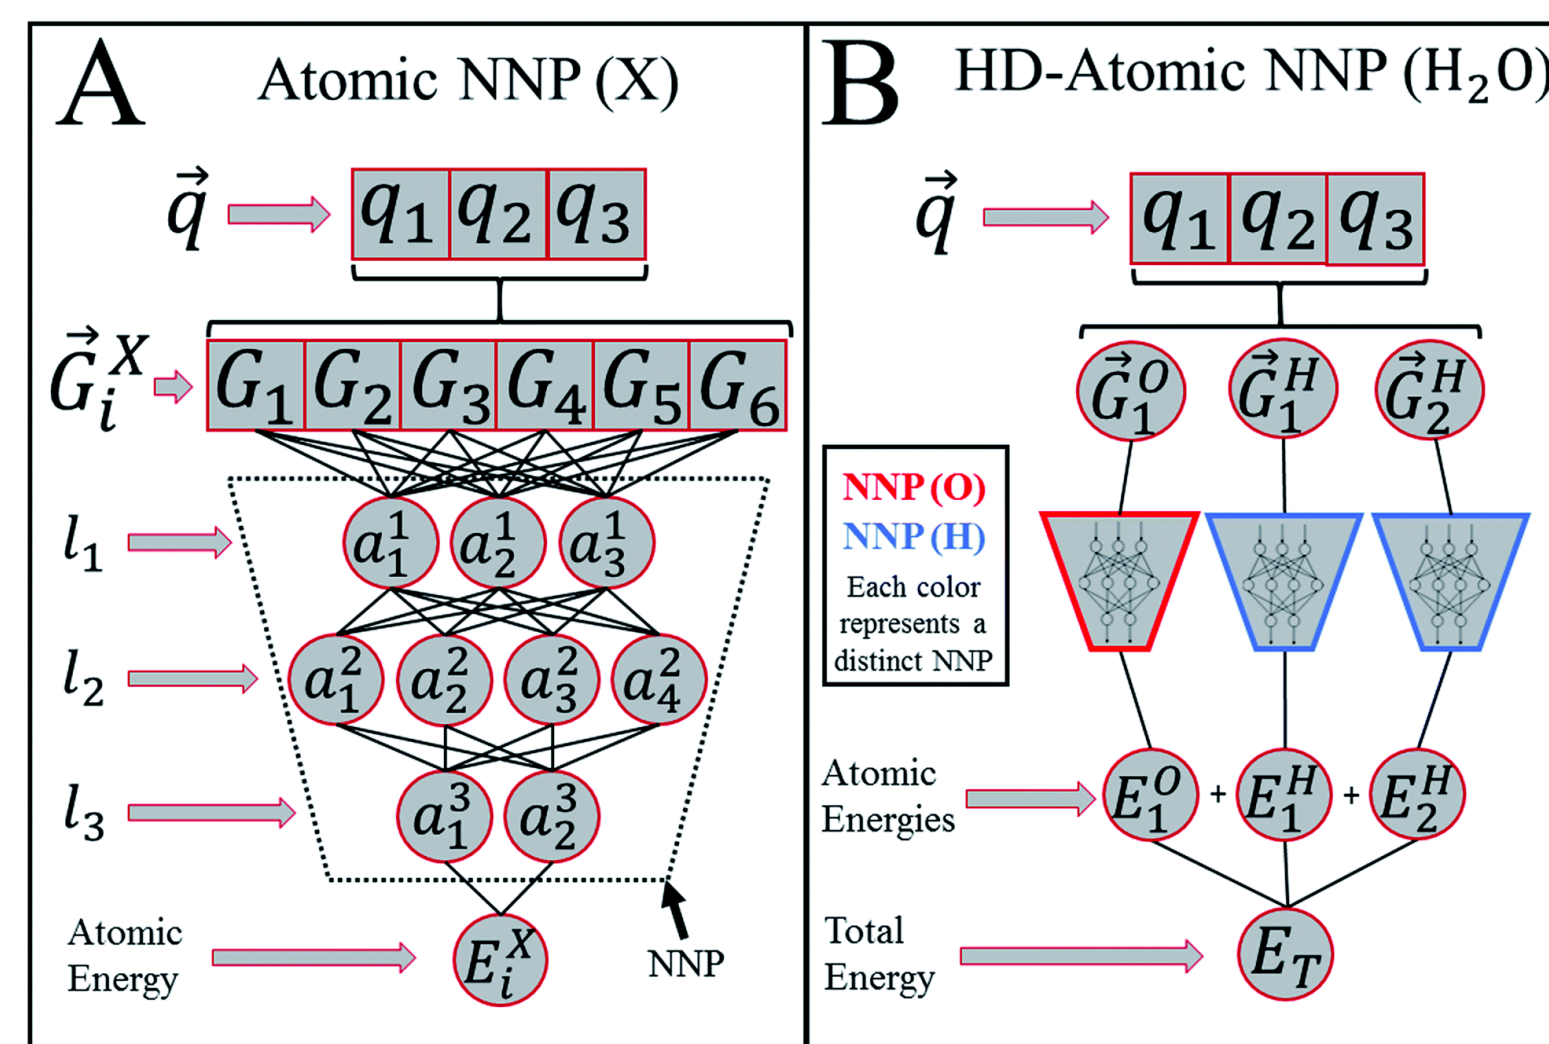 A
Atomic NNP (X)
q⃗
q₁ q₂ q₃
G⃗ᵢˣ
G₁ G₂ G₃ G₄ G₅ G₆
l₁
a₁¹ a₂¹ a₃¹
l₂
a₁² a₂² a₃² a₄²
l₃
a₁³ a₂³
Atomic
Energy
Eᵢˣ
NNP
B
HD-Atomic NNP (H₂O)
q⃗
q₁ q₂ q₃
G⃗₁ᴼ G⃗₁ᴴ G⃗₂ᴴ
NNP (O)
NNP (H)
Each color
represents a
distinct NNP
Atomic
Energies
E₁ᴼ + E₁ᴴ + E₂ᴴ
Total
Energy
E_T